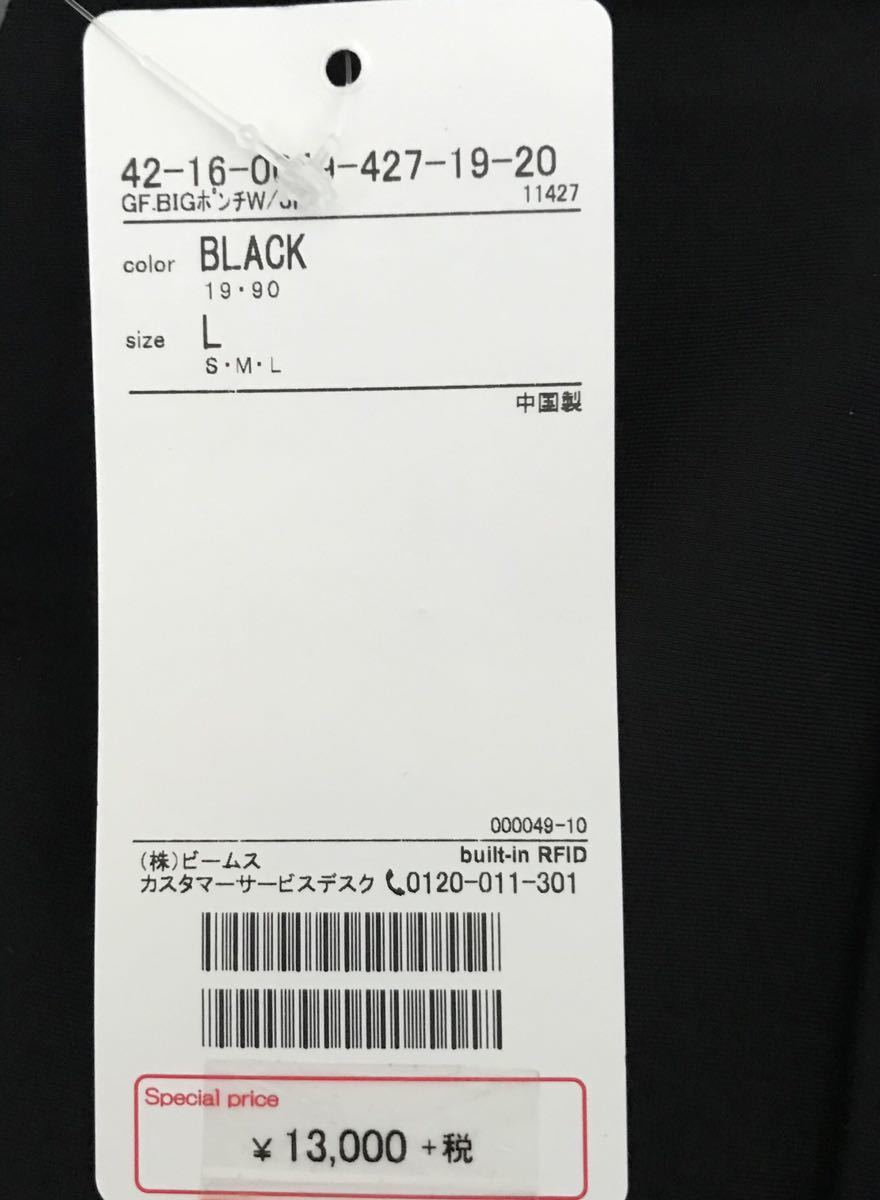 42-16-0 -427-19-20
GF.BIGポンチW/ 11427
color BLACK
19・90
size L
S・M・L
中国製
000049-10
(株)ビームス built-in RFID
カスタマーサービスデスク 0120-011-301
Special price
¥ 13,000 +税